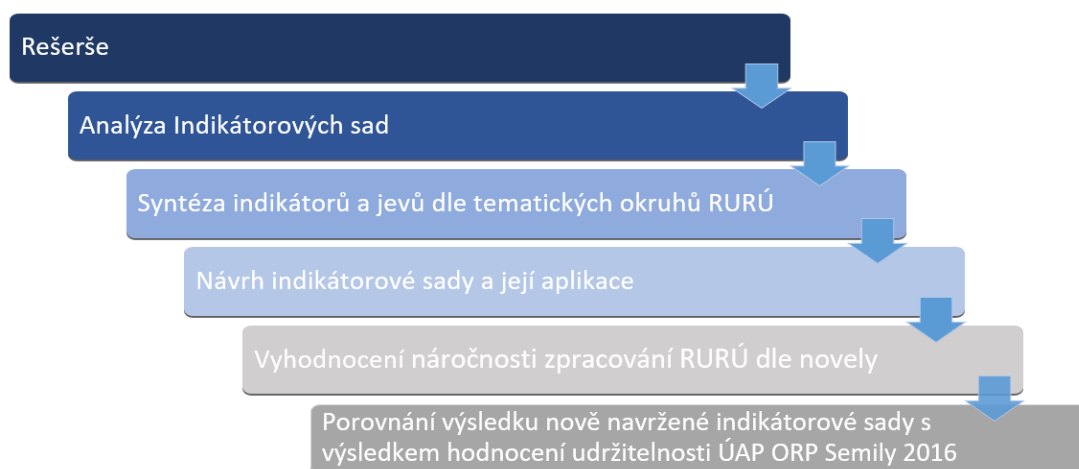 Rešerše
Analýza Indikátorových sad
Syntéza indikátorů a jevů dle tematických okruhů RURÚ
Návrh indikátorové sady a její aplikace
Vyhodnocení náročnosti zpracování RURÚ dle novely
Porovnání výsledku nově navržené indikátorové sady s
výsledkem hodnocení udržitelnosti ÚAP ORP Semily 2016